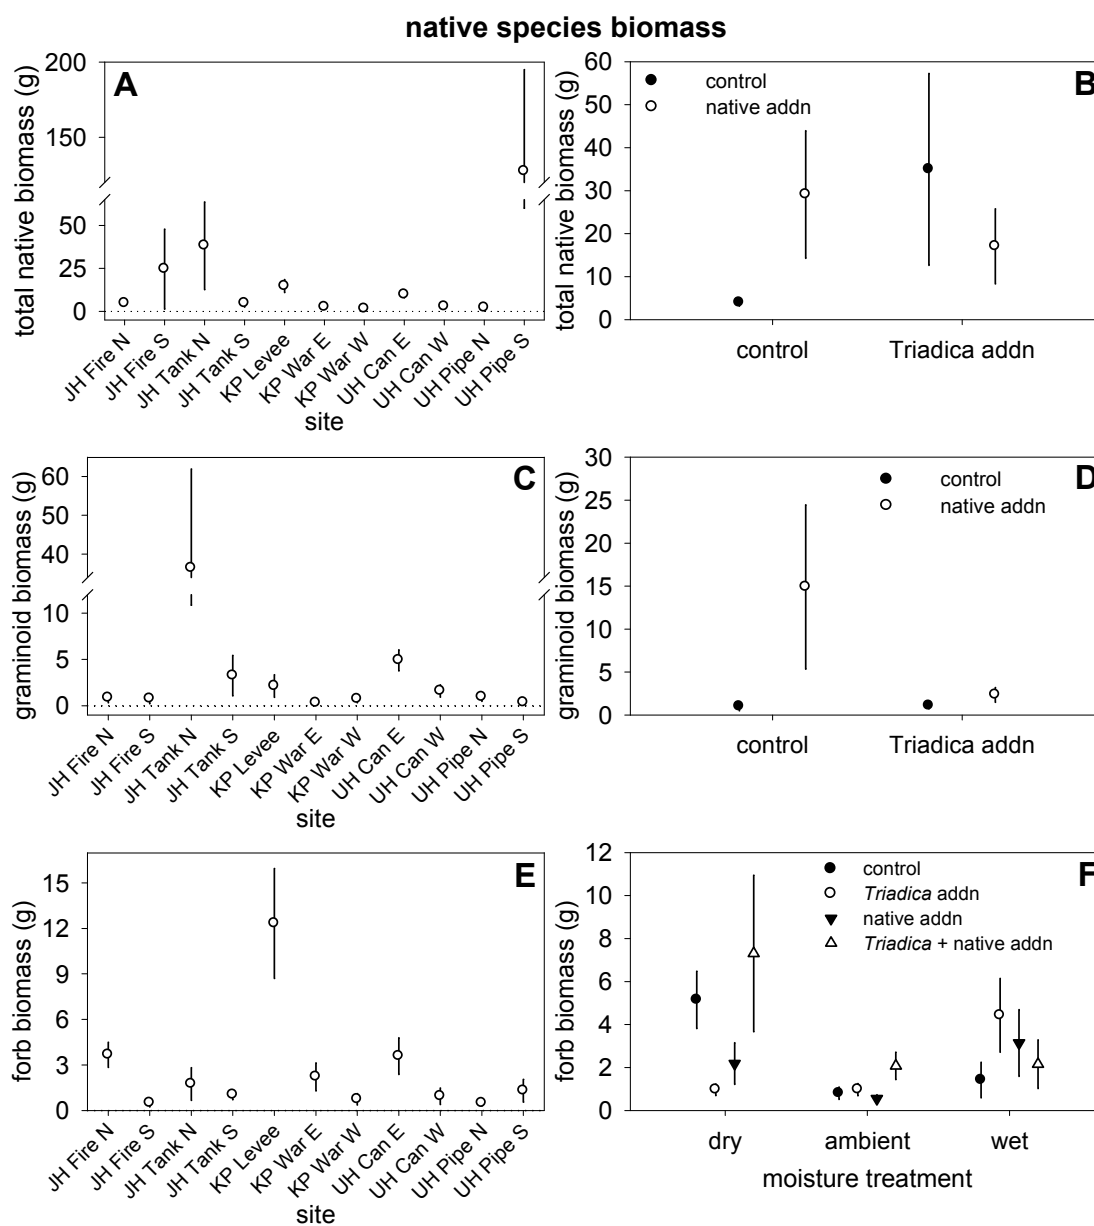 native species biomass
A
total native biomass (g)
200
150
50
25
0
JH Fire N
JH Fire S
JH Tank N
JH Tank S
KP Levee
KP War E
KP War W
UH Can E
UH Can W
UH Pipe N
UH Pipe S
site
B
total native biomass (g)
60
50
40
30
20
10
0
control
native addn
control
Triadica addn
C
graminoid biomass (g)
60
50
40
10
5
0
JH Fire N
JH Fire S
JH Tank N
JH Tank S
KP Levee
KP War E
KP War W
UH Can E
UH Can W
UH Pipe N
UH Pipe S
site
D
graminoid biomass (g)
30
25
20
15
10
5
0
control
native addn
control
Triadica addn
E
forb biomass (g)
15
12
9
6
3
0
JH Fire N
JH Fire S
JH Tank N
JH Tank S
KP Levee
KP War E
KP War W
UH Can E
UH Can W
UH Pipe N
UH Pipe S
site
F
forb biomass (g)
12
10
8
6
4
2
0
control
Triadica addn
native addn
Triadica + native addn
dry
ambient
wet
moisture treatment